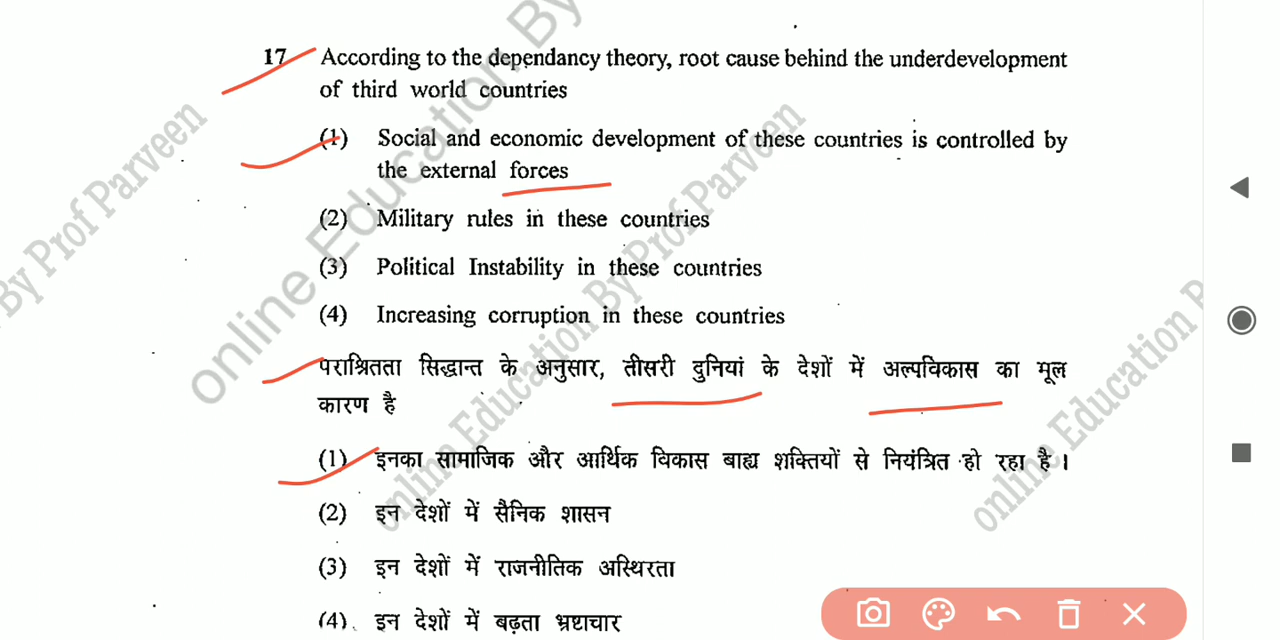 17 According to the dependancy theory, root cause behind the underdevelopment
of third world countries
(1) Social and economic development of these countries is controlled by
the external forces
(2) Military rules in these countries
(3) Political Instability in these countries
(4) Increasing corruption in these countries
पराश्रितता सिद्धान्त के अनुसार, तीसरी दुनियां के देशों में अल्पविकास का मूल
कारण है
(1) इनका सामाजिक और आर्थिक विकास बाह्य शक्तियों से नियंत्रित हो रहा है।
(2) इन देशों में सैनिक शासन
(3) इन देशों में राजनीतिक अस्थिरता
(4) इन देशों में बढ़ता भ्रष्टाचार
By Prof Parveen
online Education By
online Education By Prof Parveen
online Education By Prof P